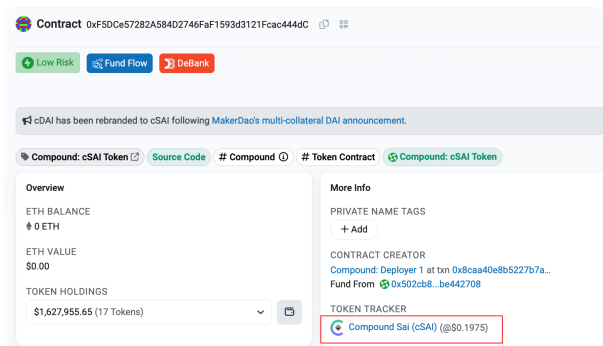 Contract 0xF5DCe57282A584D2746FaF1593d3121Fcac444dC
Low Risk Fund Flow DeBank
cDAI has been rebranded to cSAI following MakerDao's multi-collateral DAI announcement.
Compound: cSAI Token Source Code # Compound # Token Contract Compound: cSAI Token
Overview
ETH BALANCE
0 ETH
ETH VALUE
$0.00
TOKEN HOLDINGS
$1,627,955.65 (17 Tokens)
More Info
PRIVATE NAME TAGS
+ Add
CONTRACT CREATOR
Compound: Deployer 1 at txn 0x8caa40e8b5227b7a...
Fund From 0x502cb8...be442708
TOKEN TRACKER
Compound Sai (cSAI) (@$0.1975)